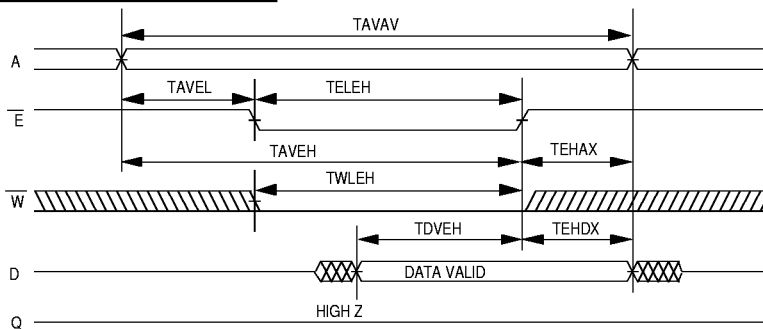 TAVAV
A
TAVEL TELEH
E
TAVEH TEHAX
TWLEH
W
TDVEH TEHDX
D DATA VALID
HIGH Z
Q